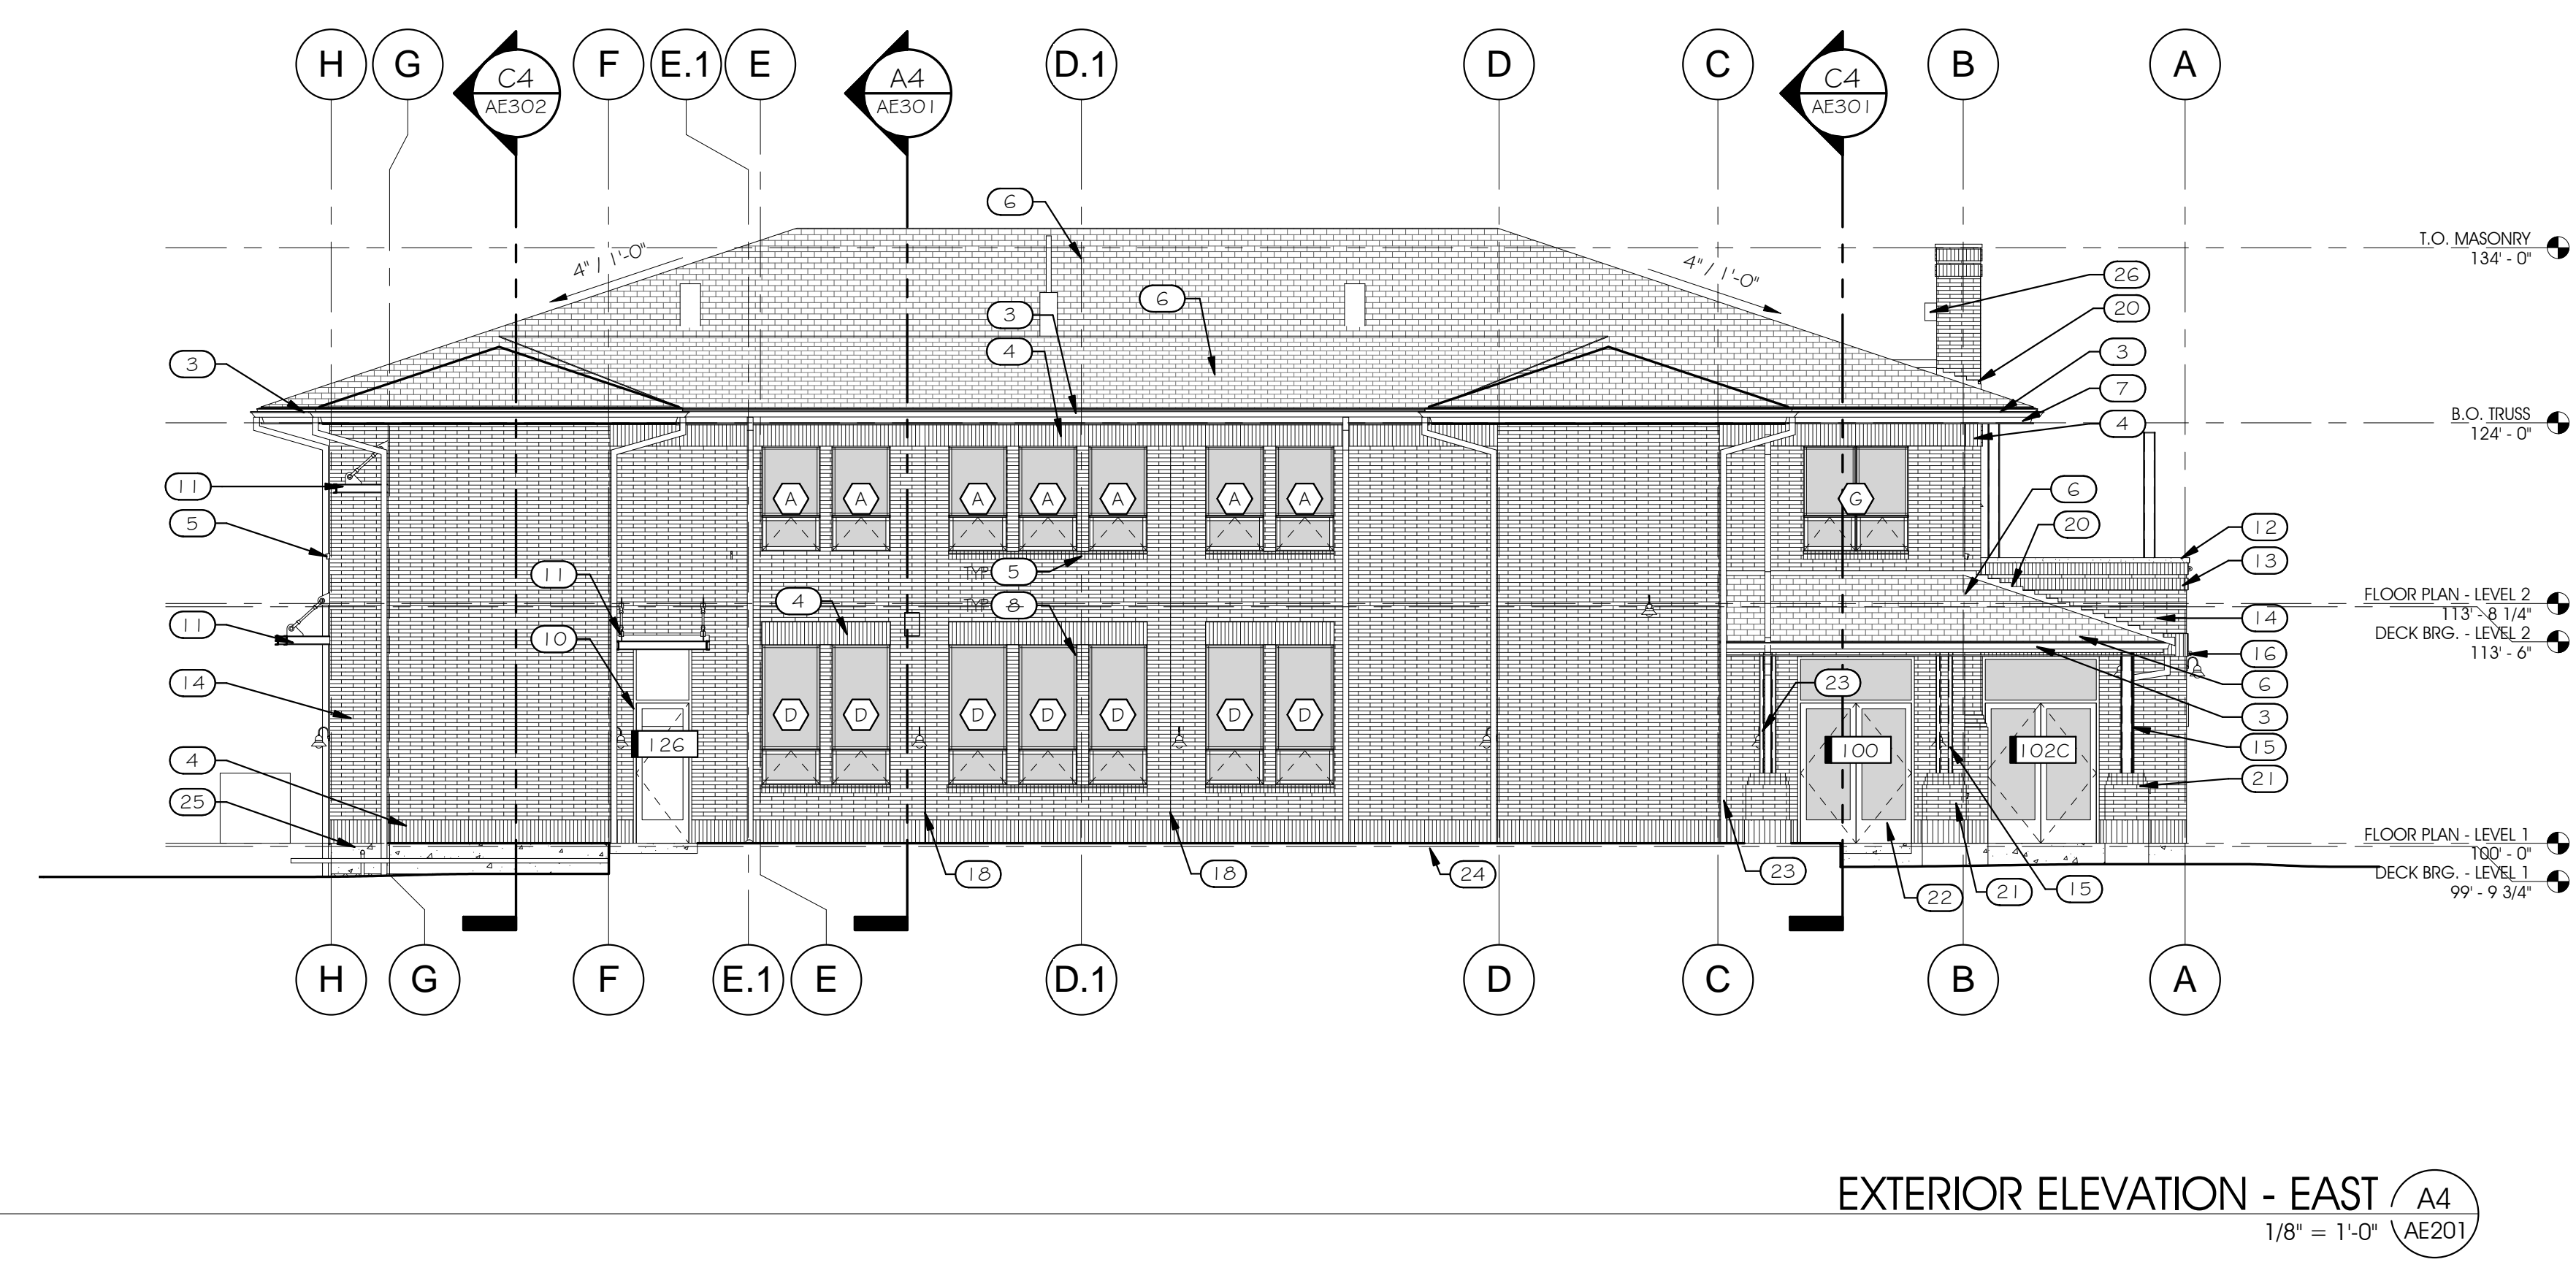 H G C4 F E.1 E A4 D.1 D C C4 B A
AE302 AE301 AE301
6
T.O. MASONRY
134' - 0"
4" / 1'-0" 4" / 1'-0"
26
6
20
3
4
3
3
7
B.O. TRUSS
124' - 0"
4
11
6
A A A A A A A G
5
20
12
13
11
TYP 5
FLOOR PLAN - LEVEL 2
113' - 8 1/4"
4
TYP 8
14
11
10
DECK BRG. - LEVEL 2
113' - 6"
16
14
23
6
D D D D D D D
3
126
100
102C
15
4
21
25
FLOOR PLAN - LEVEL 1
100' - 0"
18
18
24
23
DECK BRG. - LEVEL 1
99' - 9 3/4"
22
21
15
H G F E.1 E D.1 D C B A
EXTERIOR ELEVATION - EAST A4
1/8" = 1'-0" AE201